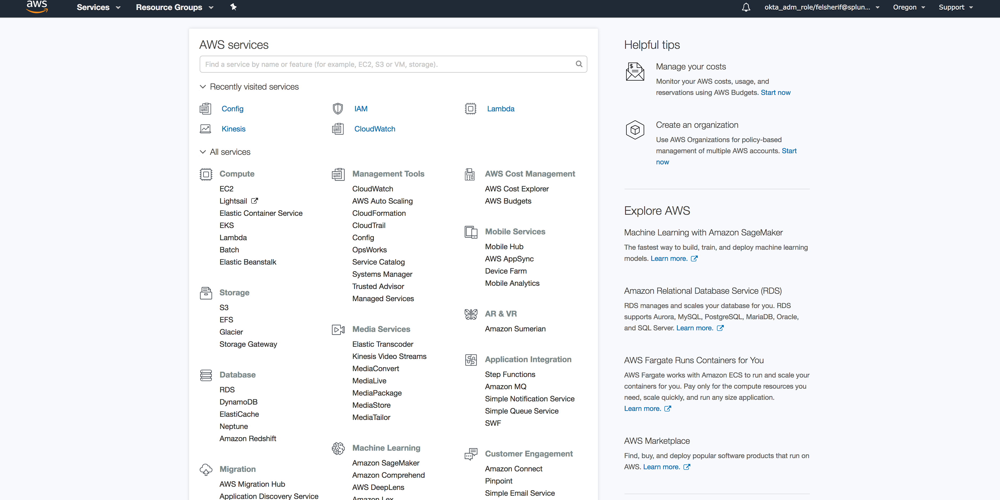 aws
Services
Resource Groups
okta_adm_role/felsherif@splun...
Oregon
Support
AWS services
Find a service by name or feature (for example, EC2, S3 or VM, storage).
Recently visited services
Config
IAM
Lambda
Kinesis
CloudWatch
All services
Compute
EC2
Lightsail
Elastic Container Service
EKS
Lambda
Batch
Elastic Beanstalk
Storage
S3
EFS
Glacier
Storage Gateway
Database
RDS
DynamoDB
ElastiCache
Neptune
Amazon Redshift
Migration
AWS Migration Hub
Application Discovery Service
Management Tools
CloudWatch
AWS Auto Scaling
CloudFormation
CloudTrail
Config
OpsWorks
Service Catalog
Systems Manager
Trusted Advisor
Managed Services
Media Services
Elastic Transcoder
Kinesis Video Streams
MediaConvert
MediaLive
MediaPackage
MediaStore
MediaTailor
Machine Learning
Amazon SageMaker
Amazon Comprehend
AWS DeepLens
Amazon Lex
AWS Cost Management
AWS Cost Explorer
AWS Budgets
Mobile Services
Mobile Hub
AWS AppSync
Device Farm
Mobile Analytics
AR & VR
Amazon Sumerian
Application Integration
Step Functions
Amazon MQ
Simple Notification Service
Simple Queue Service
SWF
Customer Engagement
Amazon Connect
Pinpoint
Simple Email Service
Helpful tips
Manage your costs
Monitor your AWS costs, usage, and
reservations using AWS Budgets. Start now
Create an organization
Use AWS Organizations for policy-based
management of multiple AWS accounts. Start
now
Explore AWS
Machine Learning with Amazon SageMaker
The fastest way to build, train, and deploy machine learning
models. Learn more.
Amazon Relational Database Service (RDS)
RDS manages and scales your database for you. RDS
supports Aurora, MySQL, PostgreSQL, MariaDB, Oracle,
and SQL Server. Learn more.
AWS Fargate Runs Containers for You
AWS Fargate works with Amazon ECS to run and scale your
containers for you. Pay only for the compute resources you
need, scale quickly, and run any size application.
Learn more.
AWS Marketplace
Find, buy, and deploy popular software products that run on
AWS. Learn more.